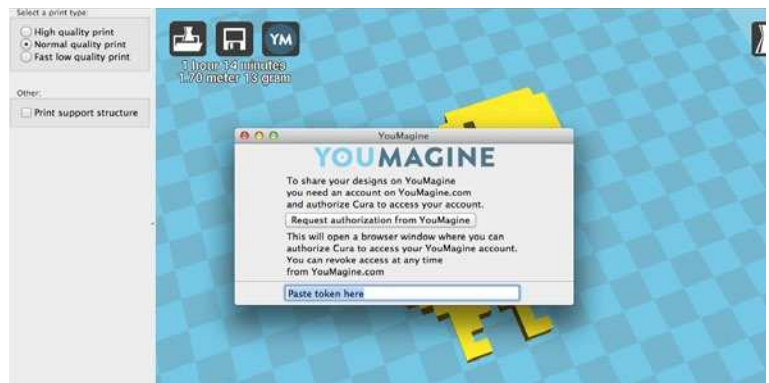 Select a print type:
High quality print
Normal quality print
Fast low quality print
Other:
Print support structure
YM
1 hour 14 minutes
1.70 meter 13 gram
YouMagine
YOUMAGINE
To share your designs on YouMagine
you need an account on YouMagine.com
and authorize Cura to access your account.
Request authorization from YouMagine
This will open a browser window where you can
authorize Cura to access your YouMagine account.
You can revoke access at any time
from YouMagine.com
Paste token here